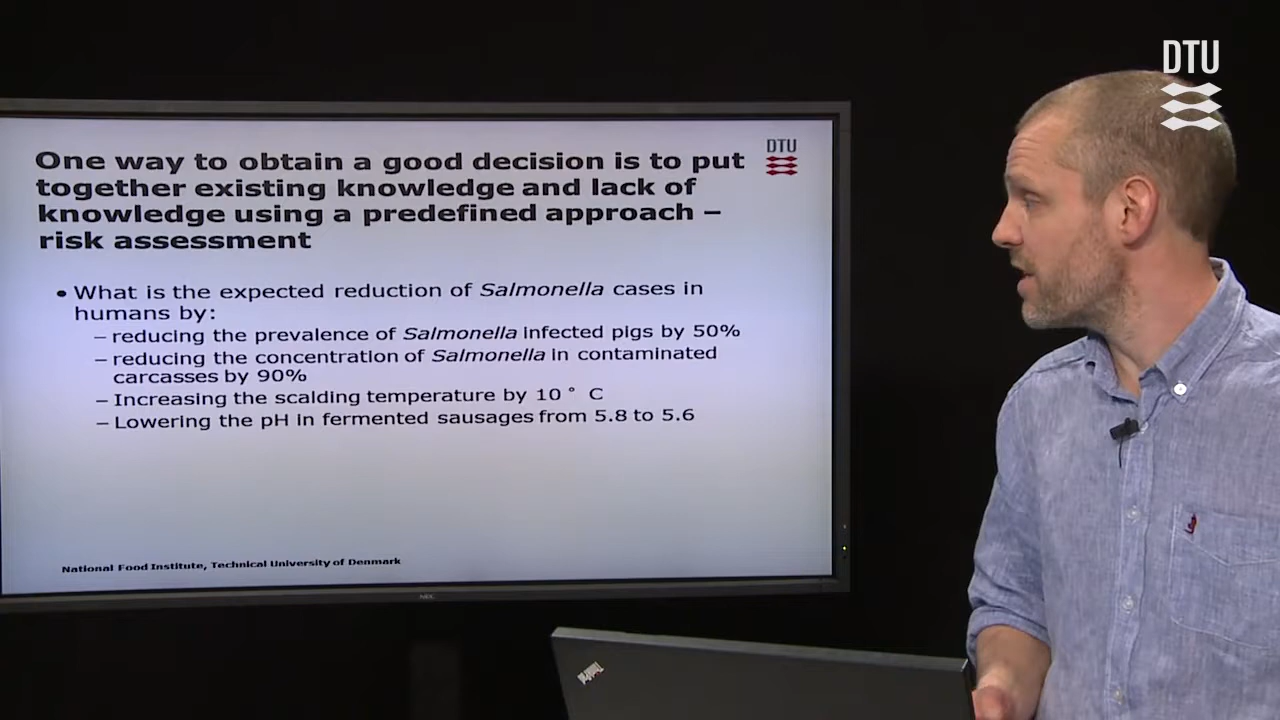 DTU
One way to obtain a good decision is to put
together existing knowledge and lack of
knowledge using a predefined approach –
risk assessment
DTU
• What is the expected reduction of Salmonella cases in
humans by:
– reducing the prevalence of Salmonella infected pigs by 50%
– reducing the concentration of Salmonella in contaminated
carcasses by 90%
– Increasing the scalding temperature by 10 ° C
– Lowering the pH in fermented sausages from 5.8 to 5.6
National Food Institute, Technical University of Denmark
NEC
ThinkPad